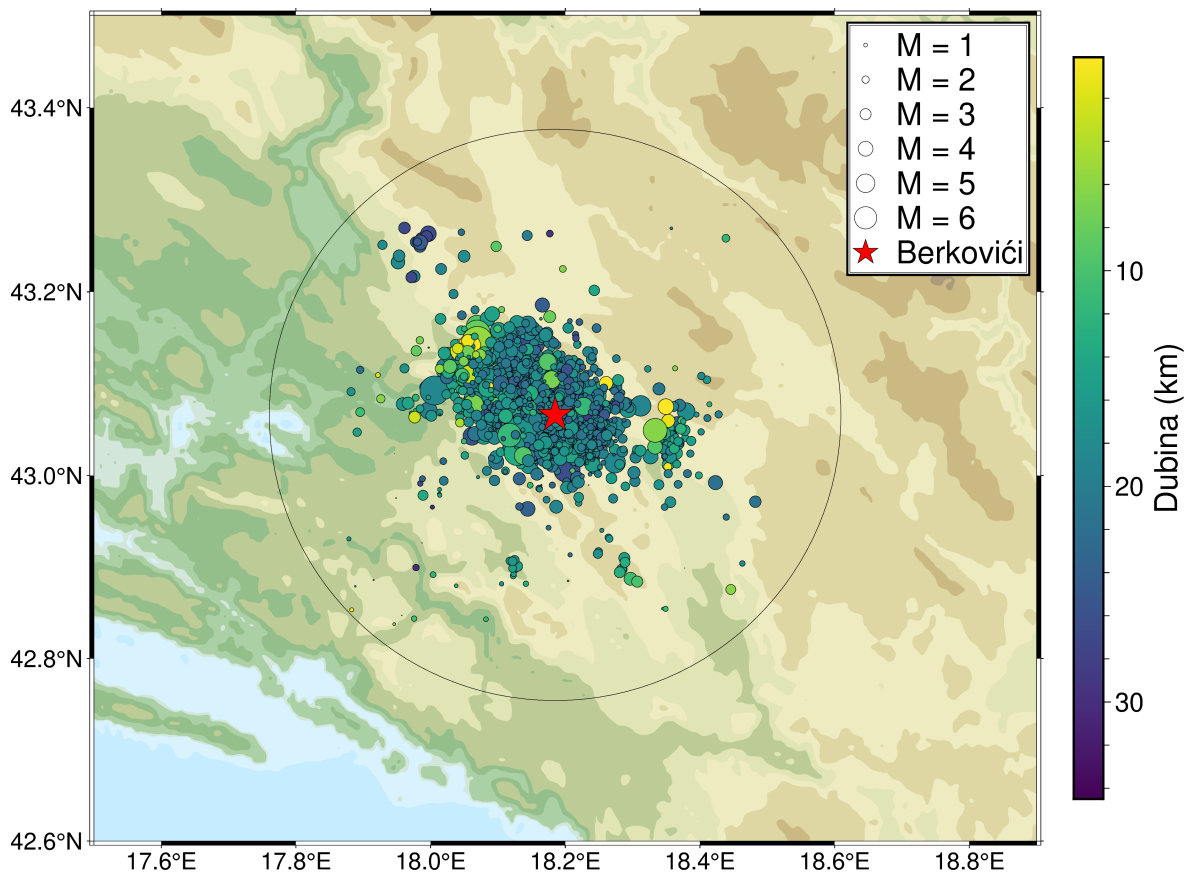 M = 1
M = 2
M = 3
M = 4
M = 5
M = 6
Berkovići
43.4°N
43.2°N
43.0°N
42.8°N
42.6°N
17.6°E 17.8°E 18.0°E 18.2°E 18.4°E 18.6°E 18.8°E
10
20
30
Dubina (km)